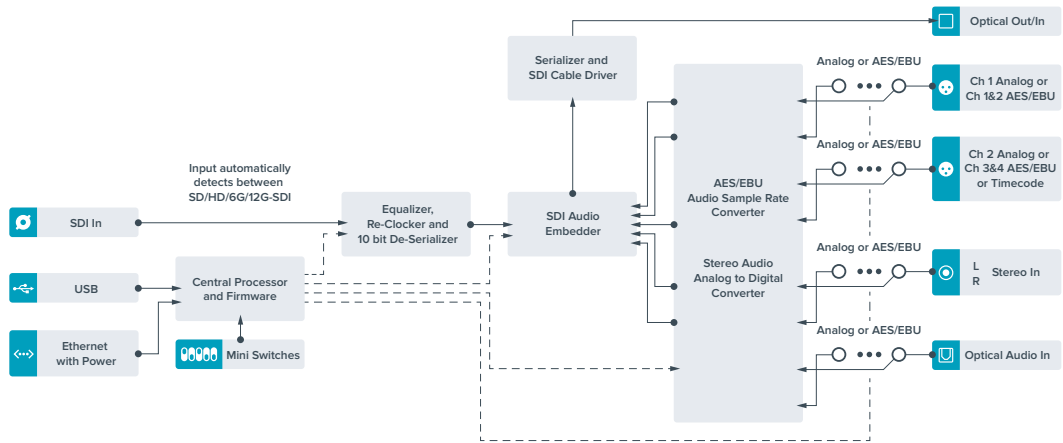 Optical Out/In
Serializer and
SDI Cable Driver
Analog or AES/EBU
Ch 1 Analog or
Ch 1&2 AES/EBU
Analog or AES/EBU
Ch 2 Analog or
Ch 3&4 AES/EBU
or Timecode
Input automatically
detects between
SD/HD/6G/12G-SDI
AES/EBU
Audio Sample Rate
Converter
SDI In
Equalizer,
Re-Clocker and
10 bit De-Serializer
SDI Audio
Embedder
Stereo Audio
Analog to Digital
Converter
Analog or AES/EBU
L
R
Stereo In
USB
Central Processor
and Firmware
Ethernet
with Power
Mini Switches
Analog or AES/EBU
Optical Audio In